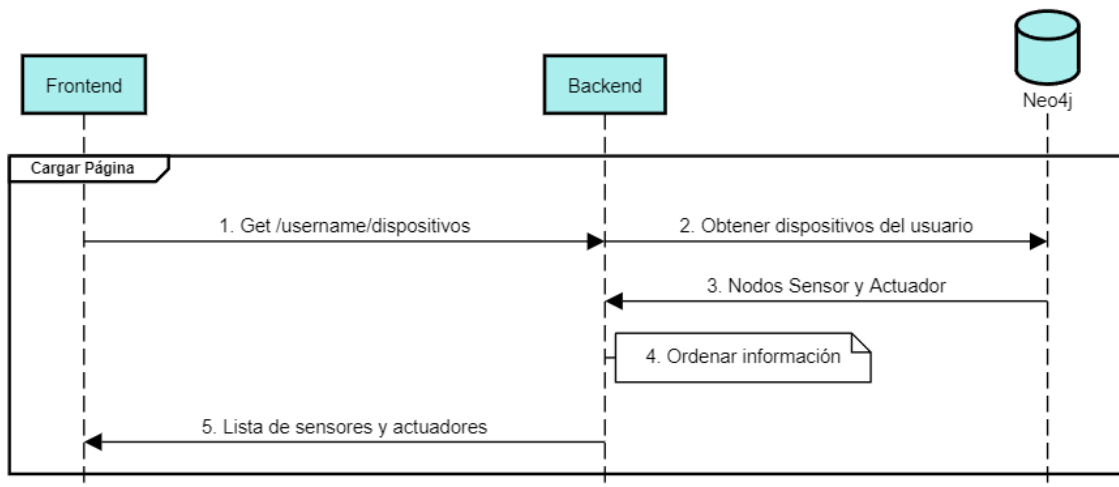 Frontend
Backend
Neo4j
Cargar Página
1. Get /username/dispositivos
2. Obtener dispositivos del usuario
3. Nodos Sensor y Actuador
4. Ordenar información
5. Lista de sensores y actuadores